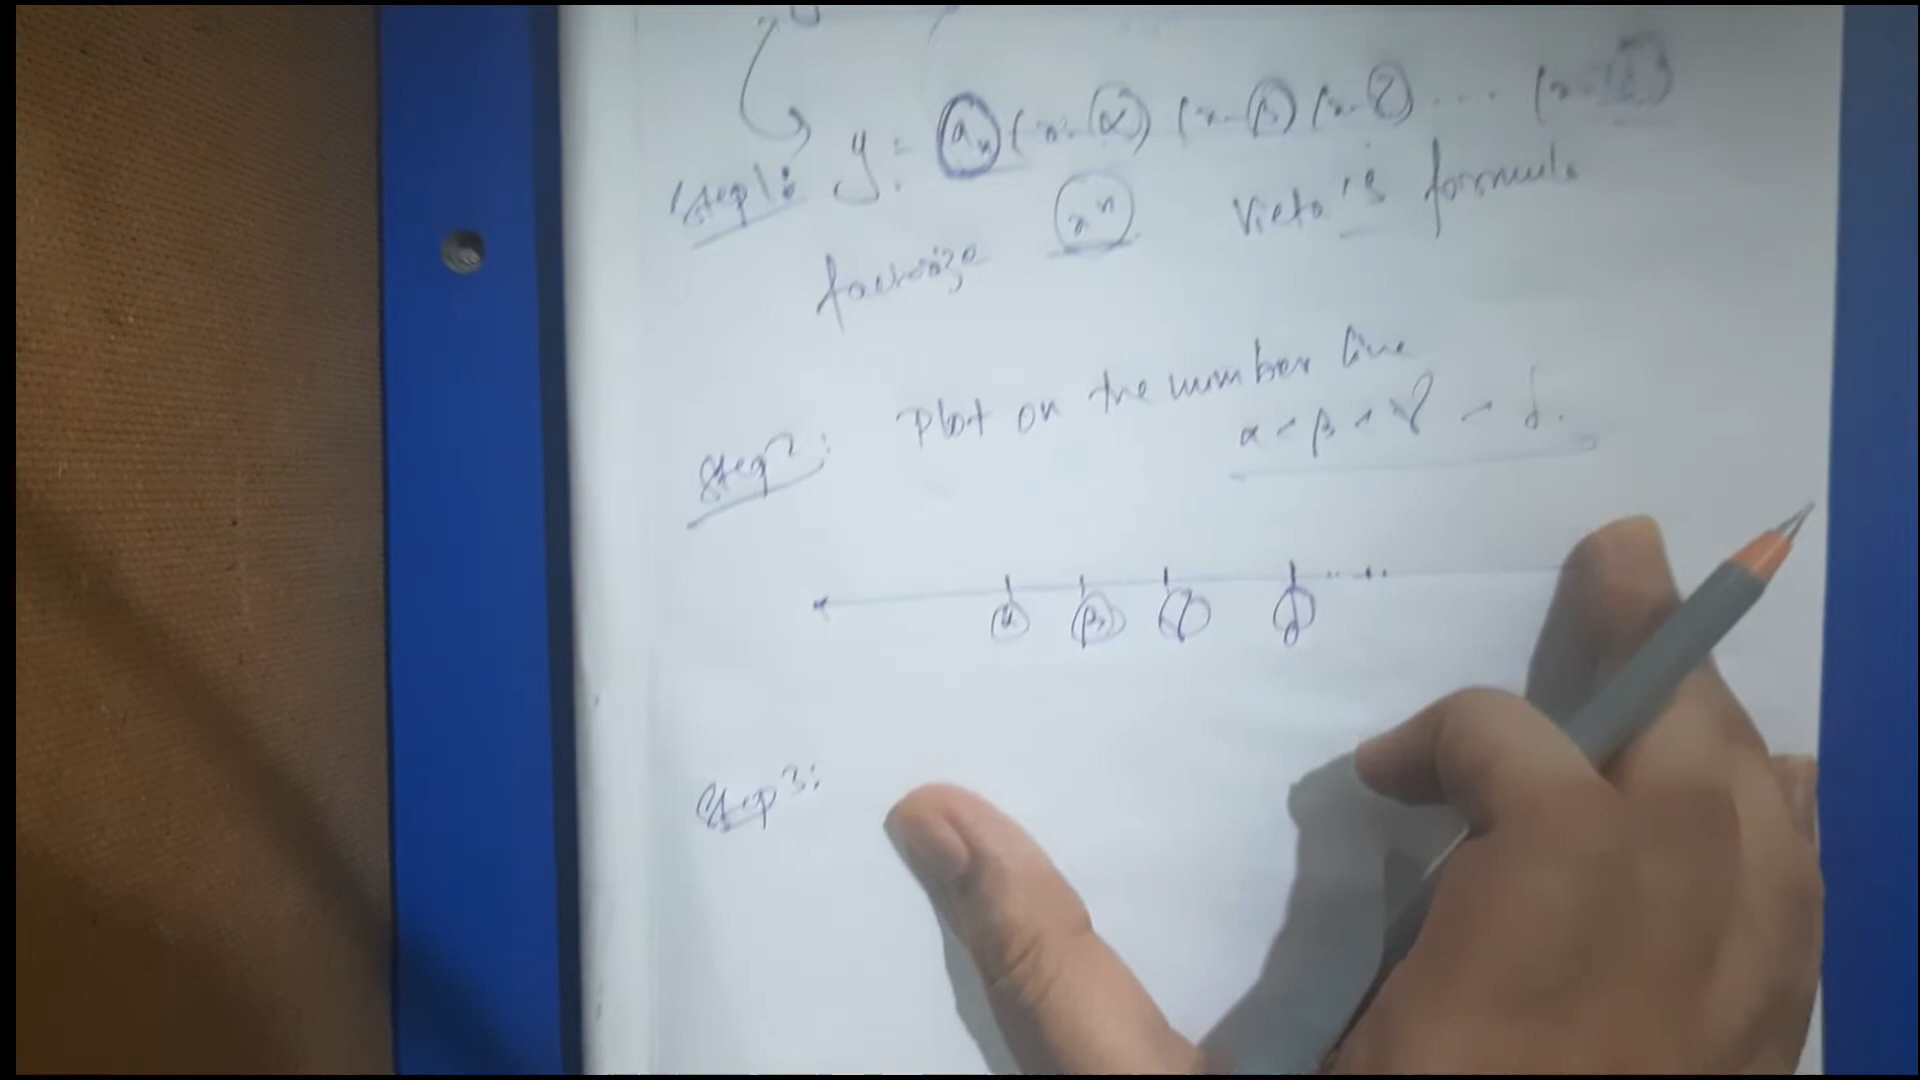 Step 1: y = aₙ (x-α) (x-β) (x-γ) .... (x-δ)
factorize xⁿ Vieta's formula
Step 2: Plot on the number line
α < β < γ - δ.
α β γ δ .....
Step 3: